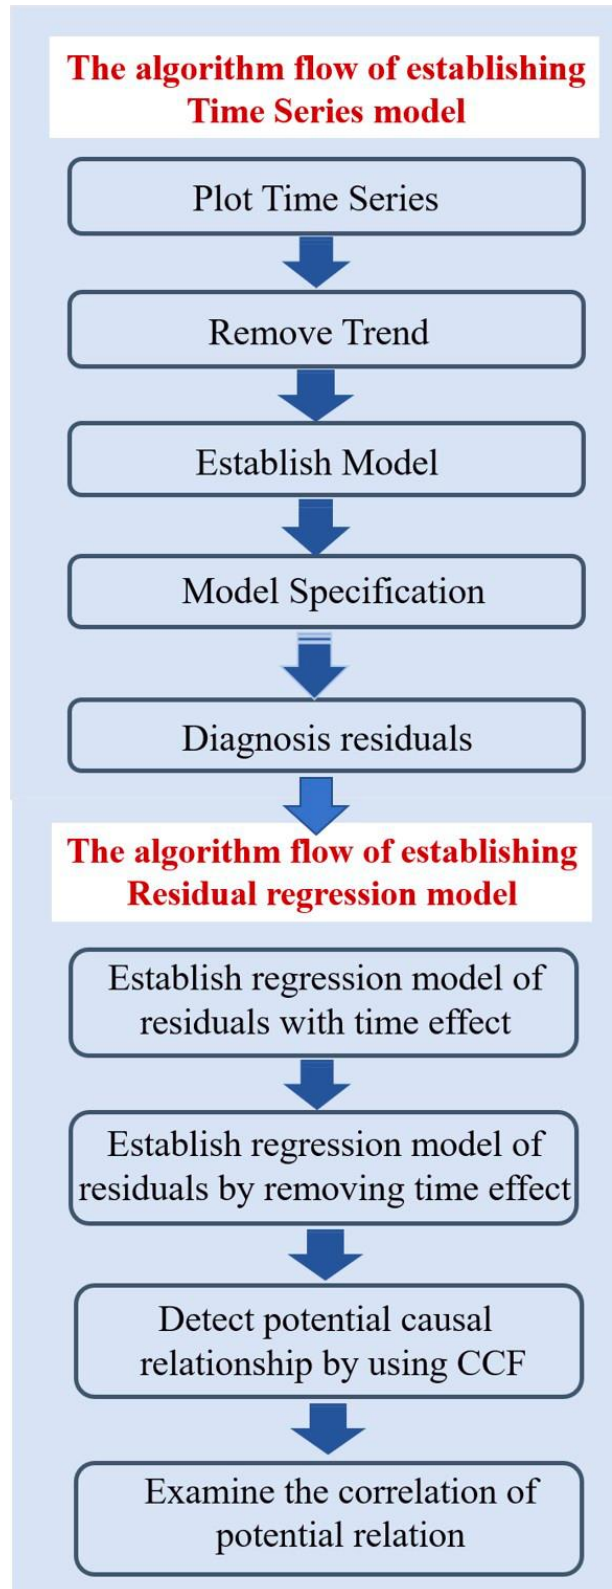 The algorithm flow of establishing
Time Series model
Plot Time Series
Remove Trend
Establish Model
Model Specification
Diagnosis residuals
The algorithm flow of establishing
Residual regression model
Establish regression model of
residuals with time effect
Establish regression model of
residuals by removing time effect
Detect potential causal
relationship by using CCF
Examine the correlation of
potential relation